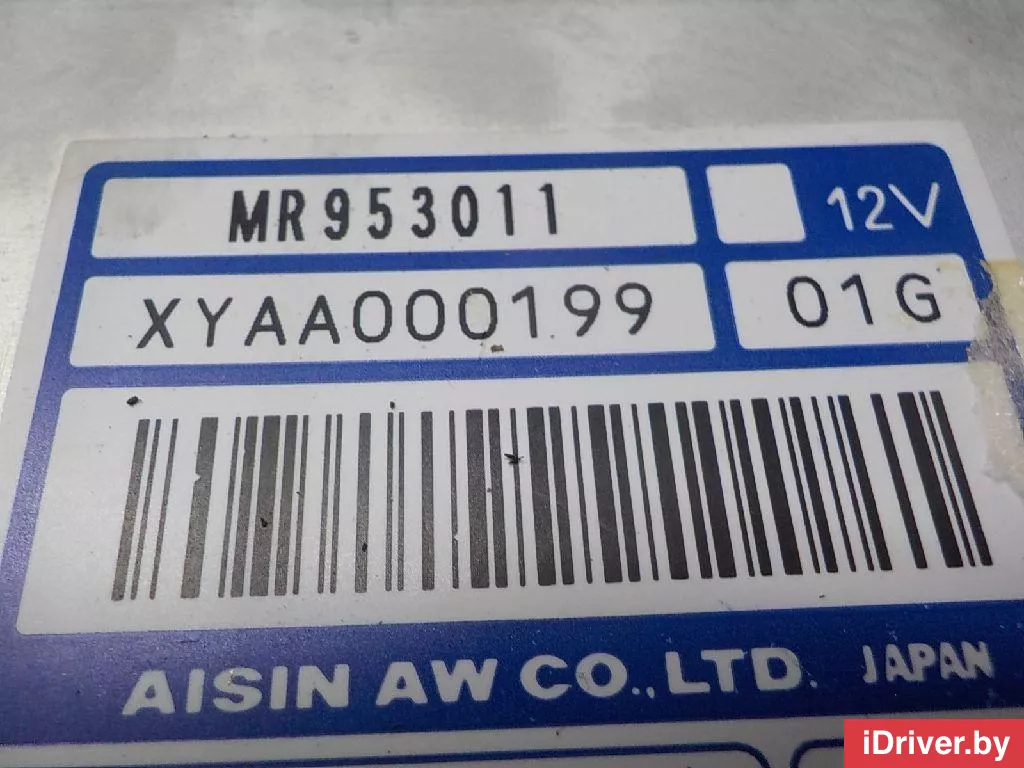 MR953011 12V
XYAA000199 01G
AISIN AW CO.,LTD. JAPAN
iDriver.by